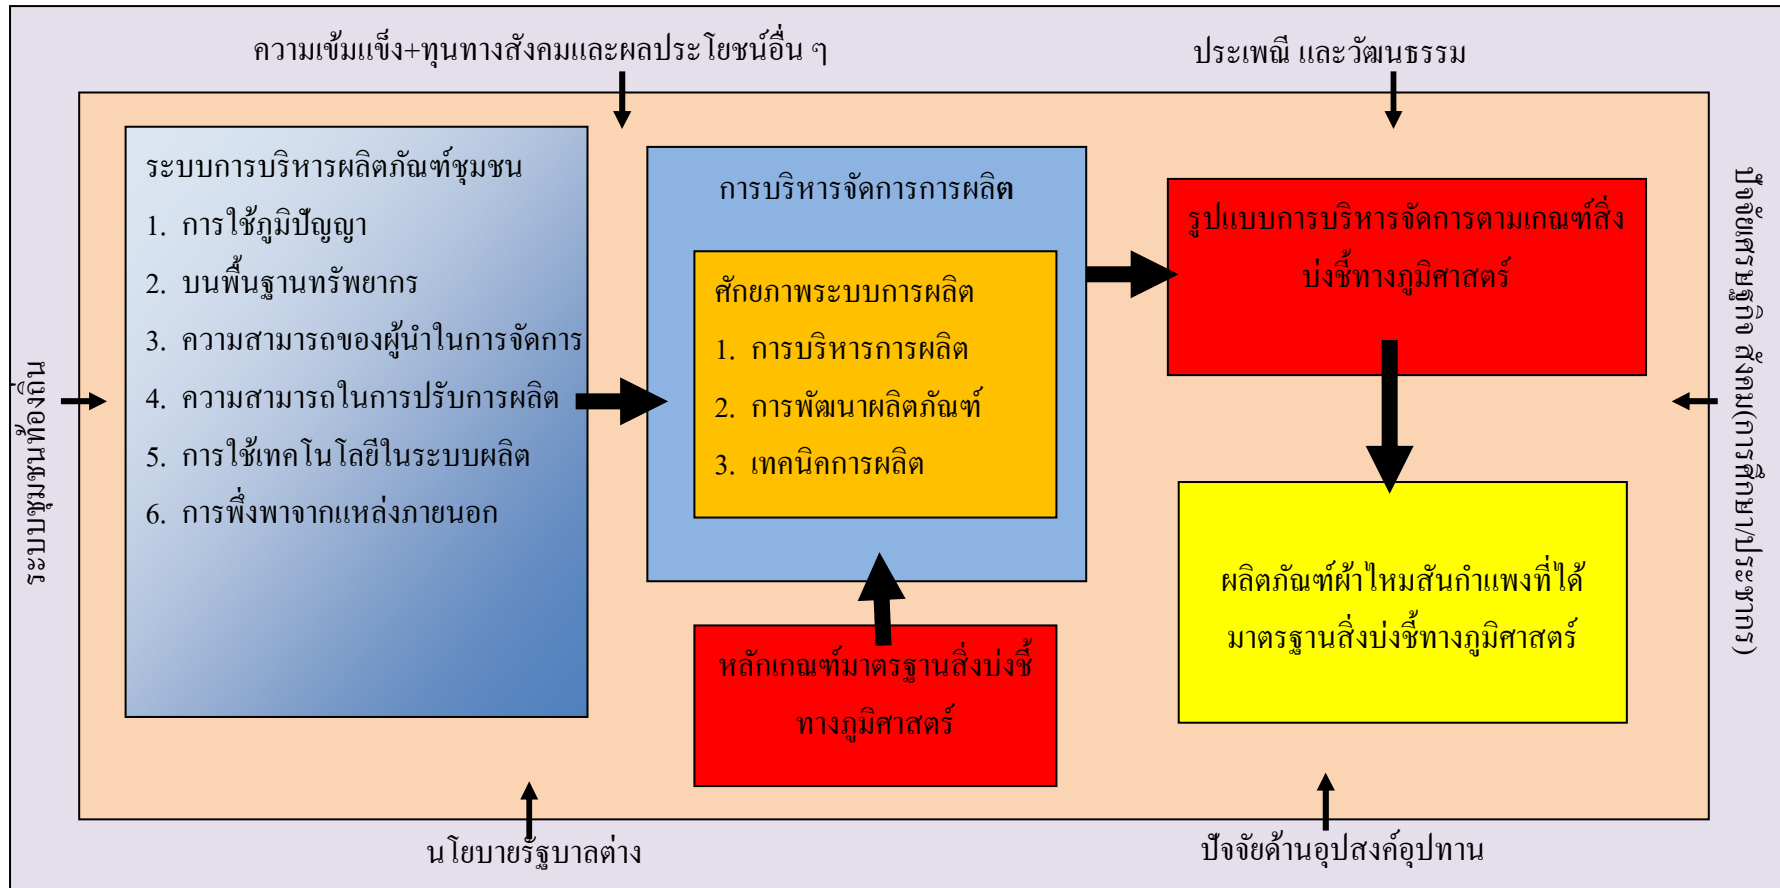 ความเข้มแข็ง+ทุนทางสังคมและผลประโยชน์อื่น ๆ
ประเพณี และวัฒนธรรม
ระบบชุมชนท้องถิ่น
ระบบการบริหารผลิตภัณฑ์ชุมชน
1. การใช้ภูมิปัญญา
2. บนพื้นฐานทรัพยากร
3. ความสามารถของผู้นำในการจัดการ
4. ความสามารถในการปรับการผลิต
5. การใช้เทคโนโลยีในระบบผลิต
6. การพึ่งพาจากแหล่งภายนอก
การบริหารจัดการการผลิต
ศักยภาพระบบการผลิต
1. การบริหารการผลิต
2. การพัฒนาผลิตภัณฑ์
3. เทคนิคการผลิต
หลักเกณฑ์มาตรฐานสิ่งบ่งชี้
ทางภูมิศาสตร์
รูปแบบการบริหารจัดการตามเกณฑ์สิ่ง
บ่งชี้ทางภูมิศาสตร์
ผลิตภัณฑ์ผ้าไหมสันกำแพงที่ได้
มาตรฐานสิ่งบ่งชี้ทางภูมิศาสตร์
ปัจจัยเศรษฐกิจ สังคม(การศึกษา/ประชากร)
นโยบายรัฐบาลต่าง
ปัจจัยด้านอุปสงค์อุปทาน